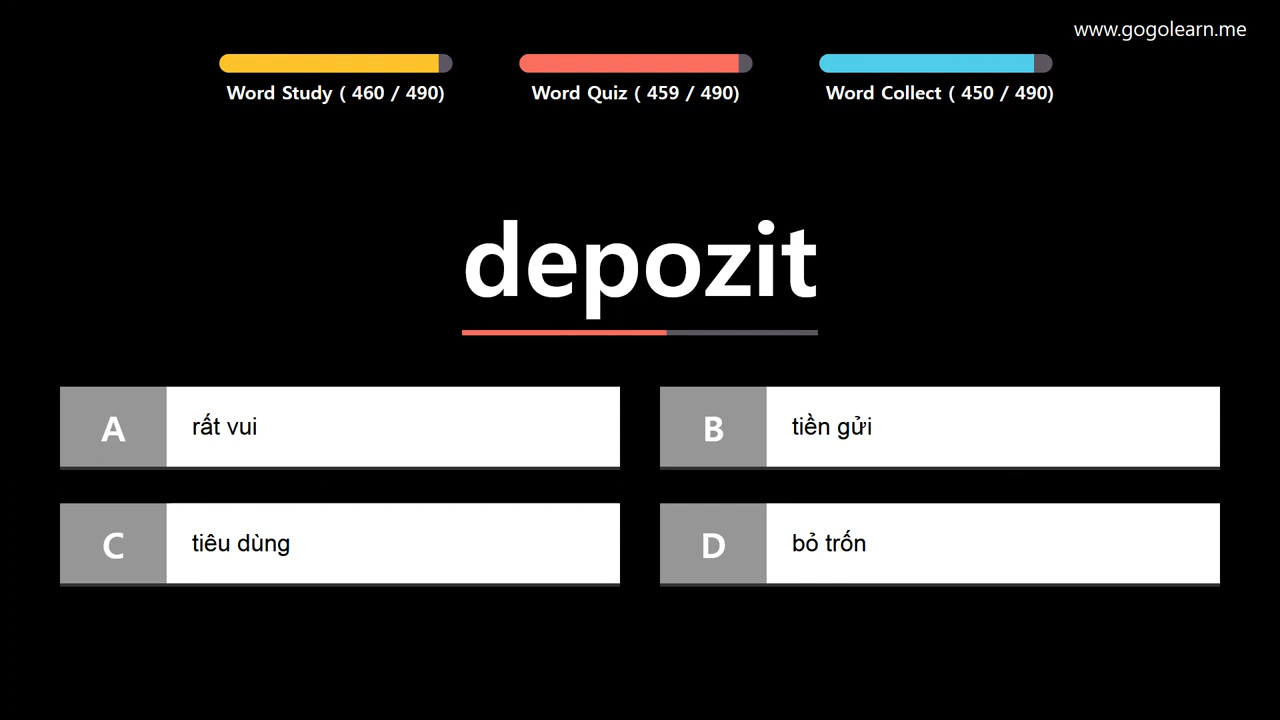 www.gogolearn.me
Word Study ( 460 / 490)
Word Quiz ( 459 / 490)
Word Collect ( 450 / 490)
depozit
A rất vui
B tiền gửi
C tiêu dùng
D bỏ trốn